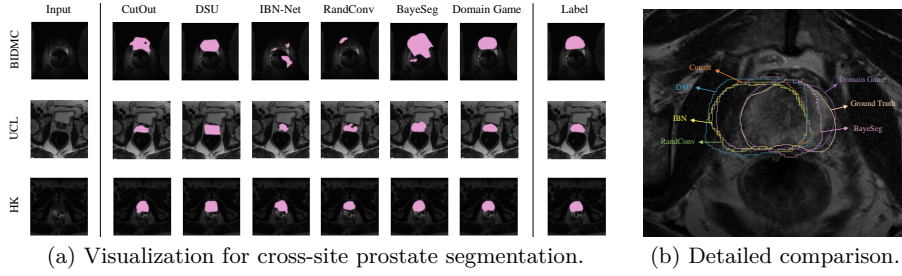 Input CutOut DSU IBN-Net RandConv BayeSeg Domain Game Label
BIDMC
UCL
HK
(a) Visualization for cross-site prostate segmentation.
Cutout
DSU
Domain Game
Ground Truth
IBN
BayeSeg
RandConv
(b) Detailed comparison.